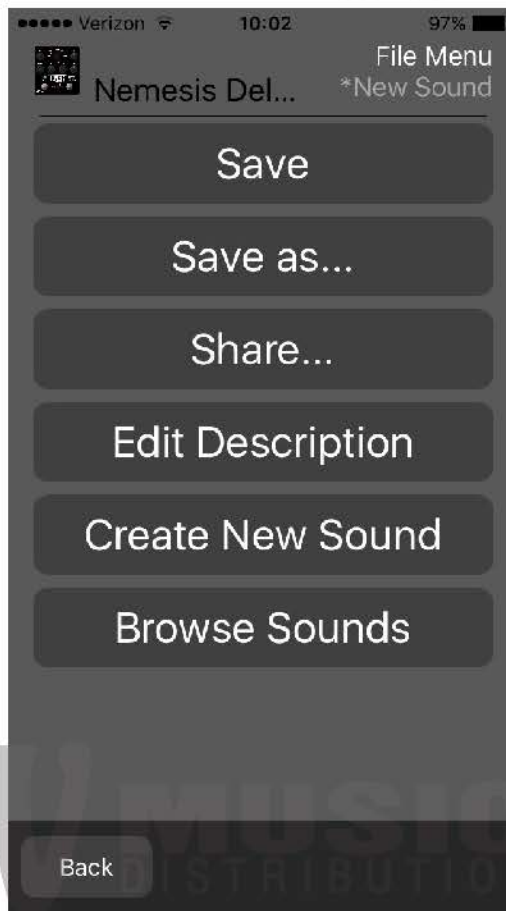 Verizon 10:02 97%
File Menu
Nemesis Del... *New Sound
Save
Save as...
Share...
Edit Description
Create New Sound
Browse Sounds
MUSIC
Back
DISTRIBUTION